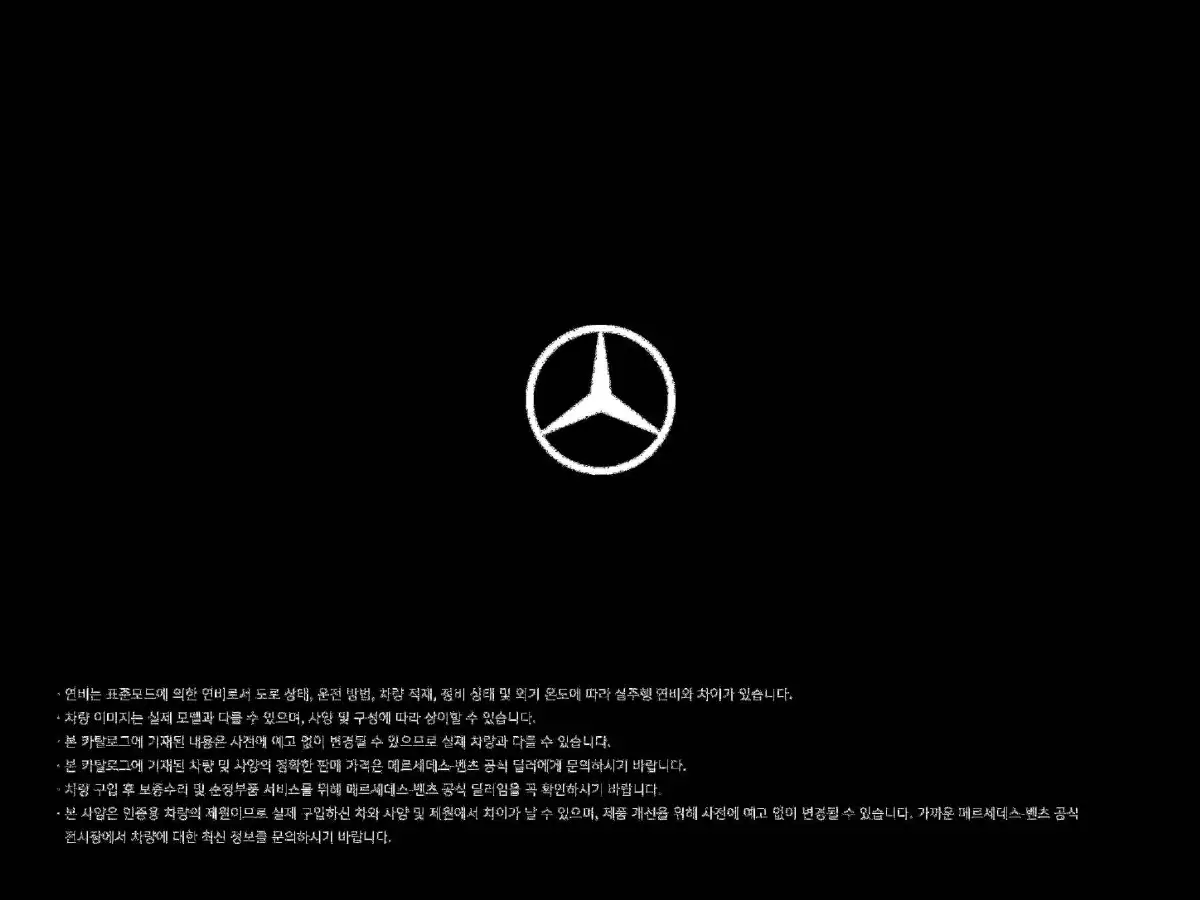 · 연비는 표준모드에 의한 연비로서 도로 상태, 운전 방법, 차량 적재, 정비 상태 및 외기 온도에 따라 실주행 연비와 차이가 있습니다.
· 차량 이미지는 실제 모델과 다를 수 있으며, 사양 및 구성에 따라 상이할 수 있습니다.
· 본 카탈로그에 기재된 내용은 사전에 예고 없이 변경될 수 있으므로 실제 차량과 다를 수 있습니다.
· 본 카탈로그에 기재된 차량 및 사양의 정확한 판매 가격은 메르세데스-벤츠 공식 딜러에게 문의하시기 바랍니다.
· 차량 구입 후 보증수리 및 순정부품 서비스를 위해 메르세데스-벤츠 공식 딜러임을 꼭 확인하시기 바랍니다.
· 본 사양은 인증용 차량의 제원이므로 실제 구입하신 차와 사양 및 제원에서 차이가 날 수 있으며, 제품 개선을 위해 사전에 예고 없이 변경될 수 있습니다. 가까운 메르세데스-벤츠 공식
전시장에서 차량에 대한 최신 정보를 문의하시기 바랍니다.